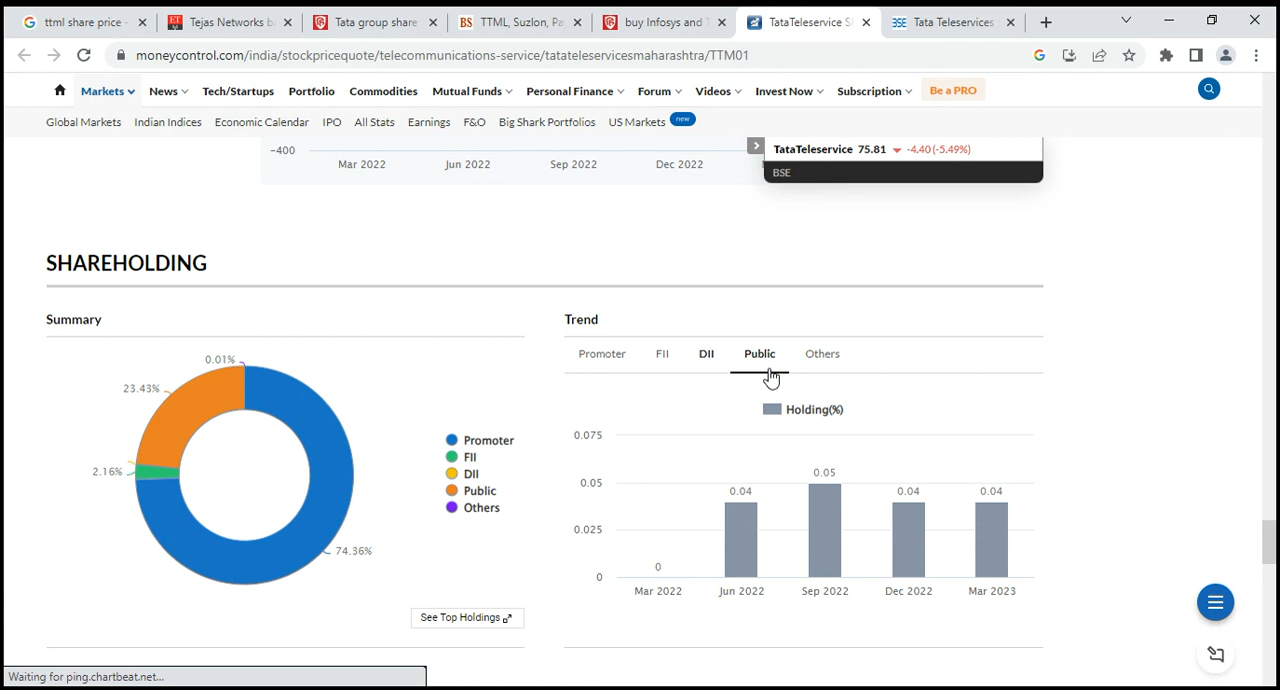 ttml share price -
Tejas Networks b
Tata group share
TTML, Suzlon, Pa
buy Infosys and T
TataTeleservice S
Tata Teleservices
moneycontrol.com/india/stockpricequote/telecommunications-service/tatateleservicesmaharashtra/TTM01
Markets News Tech/Startups Portfolio Commodities Mutual Funds Personal Finance Forum Videos Invest Now Subscription Be a PRO
Global Markets Indian Indices Economic Calendar IPO All Stats Earnings F&O Big Shark Portfolios US Markets new
-400
Mar 2022 Jun 2022 Sep 2022 Dec 2022
TataTeleservice 75.81 -4.40 (-5.49%)
BSE
SHAREHOLDING
Summary
0.01%
23.43%
2.16%
74.36%
Promoter
FII
DII
Public
Others
See Top Holdings
Trend
Promoter FII DII Public Others
Holding(%)
0.075
0.05
0.025
0
0 0.04 0.05 0.04 0.04
Mar 2022 Jun 2022 Sep 2022 Dec 2022 Mar 2023
Waiting for ping.chartbeat.net...